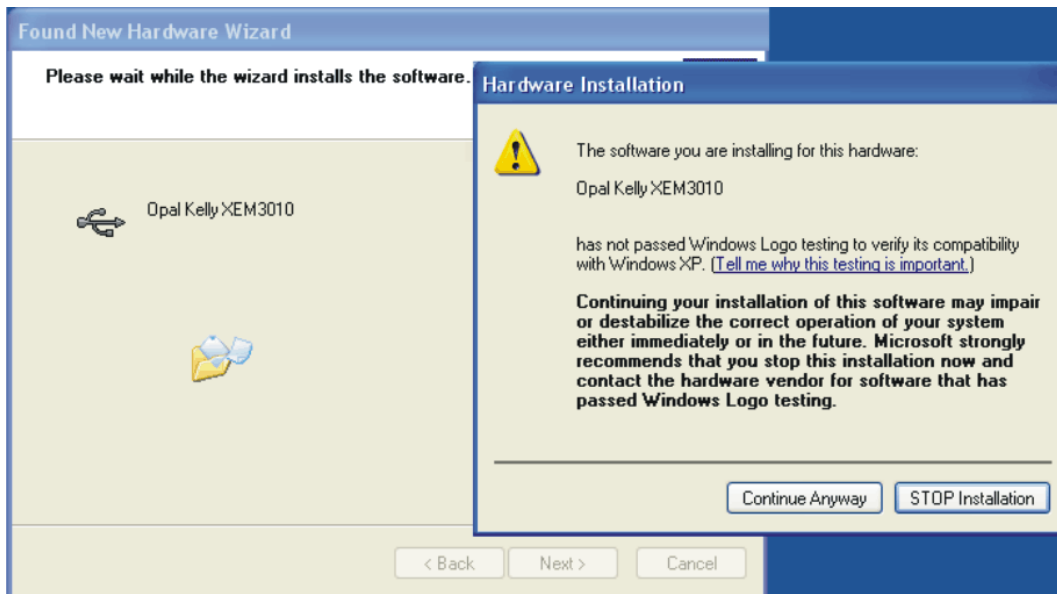 Found New Hardware Wizard
Please wait while the wizard installs the software.
Opal Kelly XEM3010
< Back
Next >
Cancel
Hardware Installation
The software you are installing for this hardware:
Opal Kelly XEM3010
has not passed Windows Logo testing to verify its compatibility
with Windows XP. (Tell me why this testing is important.)
Continuing your installation of this software may impair
or destabilize the correct operation of your system
either immediately or in the future. Microsoft strongly
recommends that you stop this installation now and
contact the hardware vendor for software that has
passed Windows Logo testing.
Continue Anyway
STOP Installation